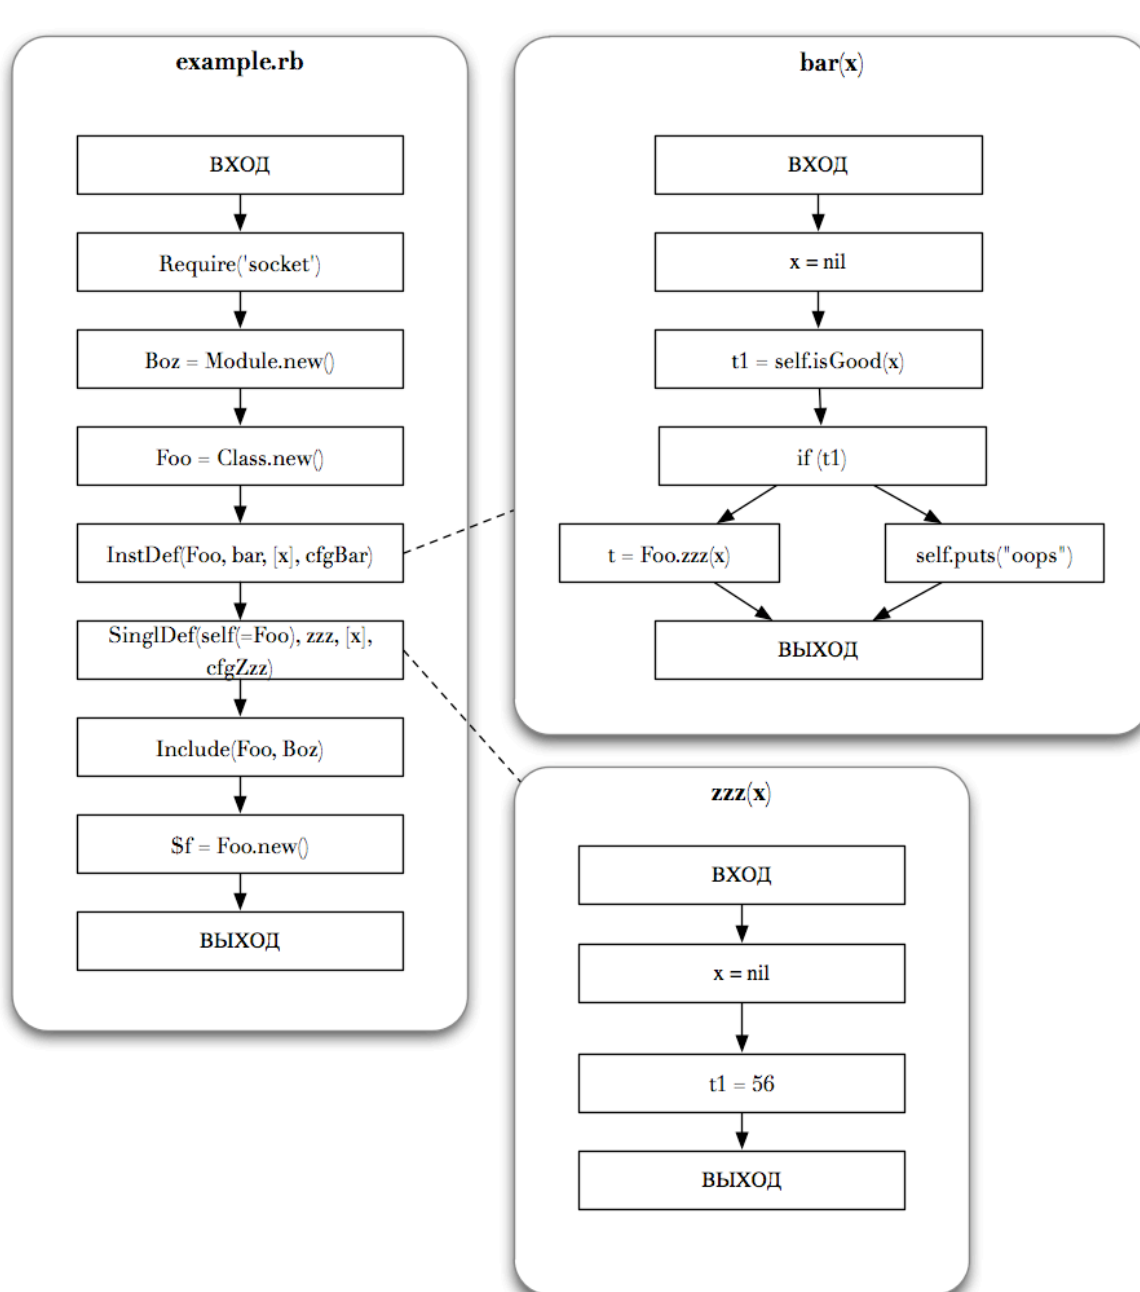 example.rb
ВХОД
Require('socket')
Boz = Module.new()
Foo = Class.new()
InstDef(Foo, bar, [x], cfgBar)
SinglDef(self(=Foo), zzz, [x],
cfgZzz)
Include(Foo, Boz)
$f = Foo.new()
ВЫХОД
bar(x)
ВХОД
x = nil
t1 = self.isGood(x)
if (t1)
t = Foo.zzz(x)
self.puts("oops")
ВЫХОД
zzz(x)
ВХОД
x = nil
t1 = 56
ВЫХОД